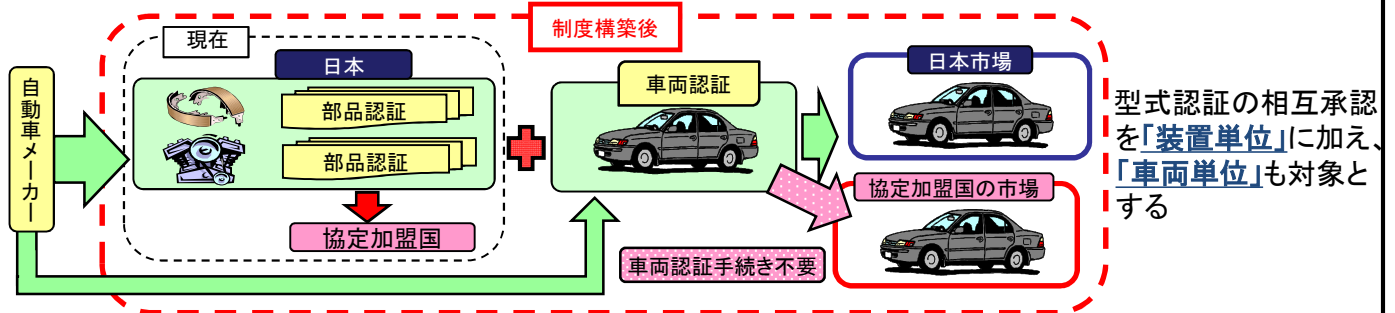 制度構築後
現在
日本
自動車メーカー
部品認証
部品認証
協定加盟国
車両認証
日本市場
協定加盟国の市場
車両認証手続き不要
型式認証の相互承認
を「装置単位」に加え、
「車両単位」も対象と
する